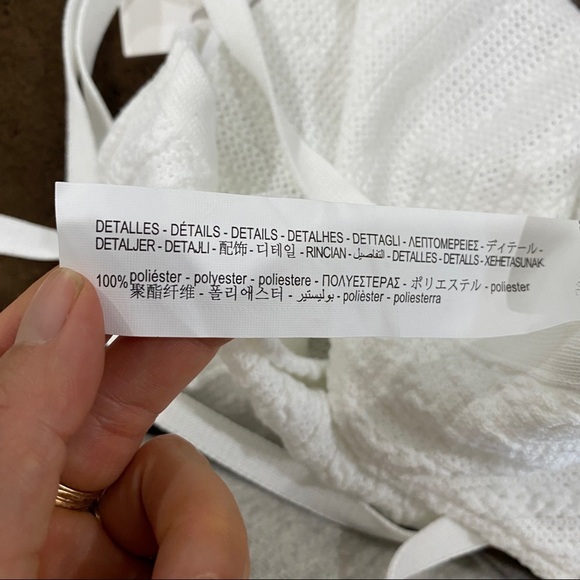 DETALLES - DÉTAILS - DETAILS - DETALHES - DETTAGLI - ΛΕΠΤΟΜΕΡΕΙΕΣ - ディテール -
DETALJER - DETAJLI - 配饰 - 디테일 - RINCIAN - التفاصيل - DETALLES - DETALLS - XEHETASUNAK
100% poliéster - polyester - poliestere - ΠΟΛΥΕΣΤΕΡΑΣ - ポリエステル - poliester
聚酯纤维 - 폴리에스터 - بوليستير - polièster - poliesterra